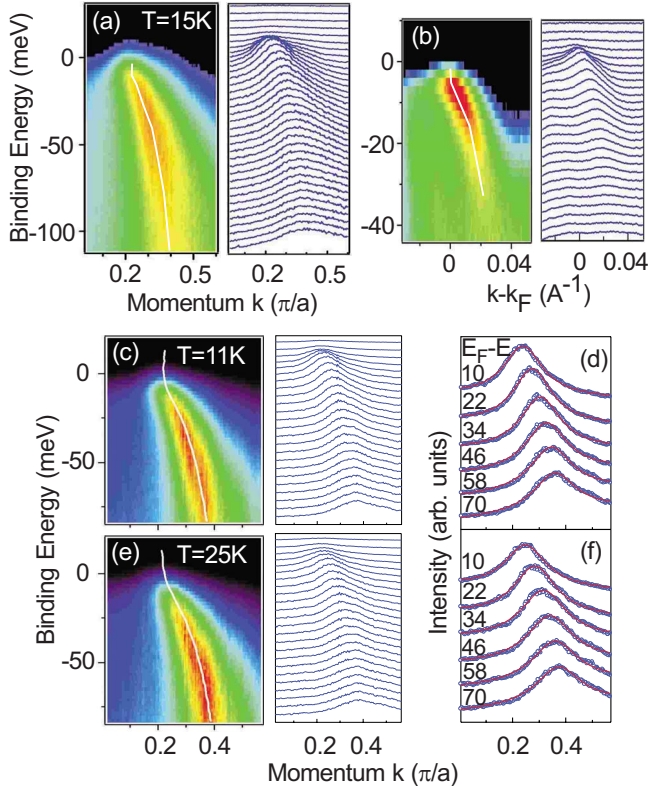 (a) T=15K
(b)
Binding Energy (meV)
0
-50
-100
0
-20
-40
0.2 0.5 0.2 0.5
0 0.04 0 0.04
Momentum k (π/a)
k-k_F (A^-1)
(c) T=11K
E_F-E (d)
Binding Energy (meV)
0
-50
10
22
34
46
58
70
Intensity (arb. units)
(e) T=25K
(f)
0
-50
10
22
34
46
58
70
0.2 0.4 0.2 0.4 0.2 0.4
Momentum k (π/a)